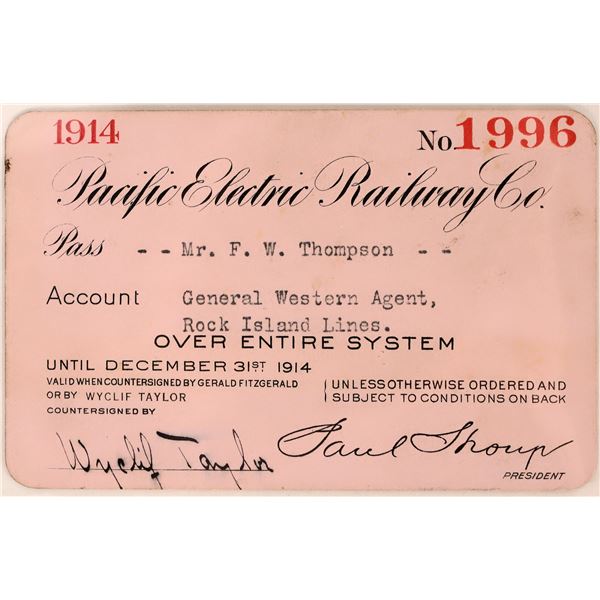 1914 No. 1996
Pacific Electric Railway Co.
Pass -- Mr. F. W. Thompson --
Account General Western Agent,
Rock Island Lines.
OVER ENTIRE SYSTEM
UNTIL DECEMBER 31ST 1914
VALID WHEN COUNTERSIGNED BY GERALD FITZGERALD
OR BY WYCLIF TAYLOR
COUNTERSIGNED BY
UNLESS OTHERWISE ORDERED AND
SUBJECT TO CONDITIONS ON BACK
Wyclif Taylor
Paul Shoup
PRESIDENT